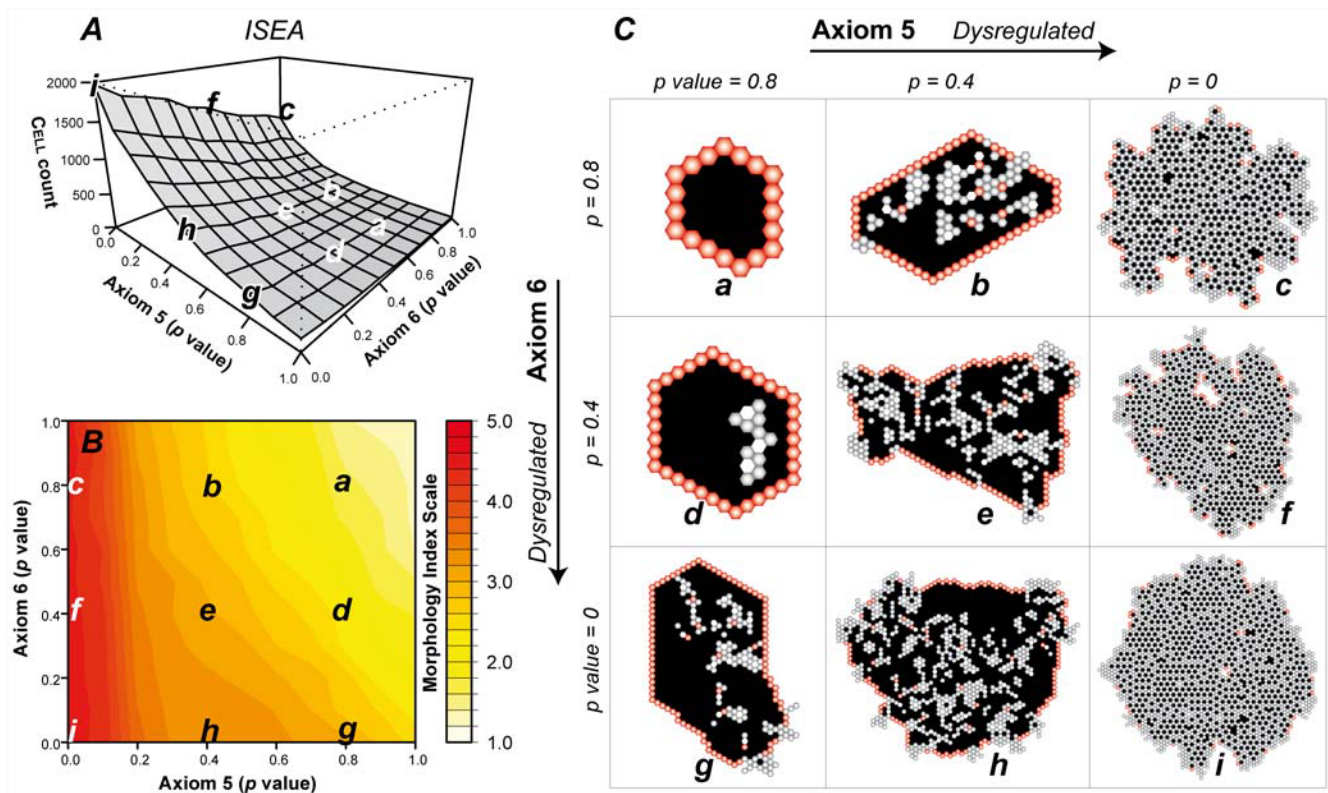 A
ISEA
CELL count
2000
1500
1000
500
0
0.0
0.2
0.4
0.6
0.8
1.0
Axiom 5 (p value)
0.0
0.2
0.4
0.6
0.8
1.0
Axiom 6 (p value)
i
f
c
h
e
b
g
d
a
B
Axiom 6 (p value)
1.0
0.8
0.6
0.4
0.2
0.0
c
b
a
f
e
d
i
h
g
0.0
0.2
0.4
0.6
0.8
1.0
Axiom 5 (p value)
Morphology Index Scale
5.0
4.0
3.0
2.0
1.0
C
Axiom 5 Dysregulated
p value = 0.8
p = 0.4
p = 0
Axiom 6
Dysregulated
p = 0.8
a
b
c
p = 0.4
d
e
f
p value = 0
g
h
i